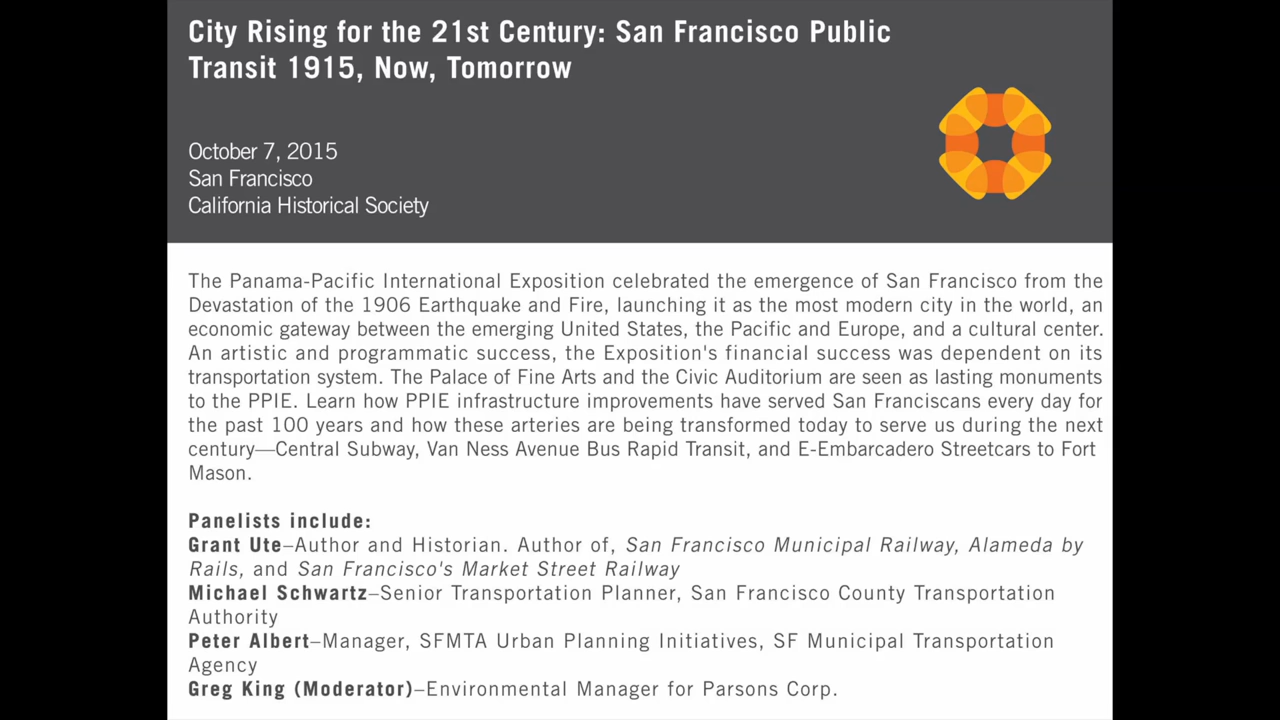 City Rising for the 21st Century: San Francisco Public
Transit 1915, Now, Tomorrow
October 7, 2015
San Francisco
California Historical Society
The Panama-Pacific International Exposition celebrated the emergence of San Francisco from the
Devastation of the 1906 Earthquake and Fire, launching it as the most modern city in the world, an
economic gateway between the emerging United States, the Pacific and Europe, and a cultural center.
An artistic and programmatic success, the Exposition's financial success was dependent on its
transportation system. The Palace of Fine Arts and the Civic Auditorium are seen as lasting monuments
to the PPIE. Learn how PPIE infrastructure improvements have served San Franciscans every day for
the past 100 years and how these arteries are being transformed today to serve us during the next
century—Central Subway, Van Ness Avenue Bus Rapid Transit, and E-Embarcadero Streetcars to Fort
Mason.
Panelists include:
Grant Ute–Author and Historian. Author of, San Francisco Municipal Railway, Alameda by
Rails, and San Francisco's Market Street Railway
Michael Schwartz–Senior Transportation Planner, San Francisco County Transportation
Authority
Peter Albert–Manager, SFMTA Urban Planning Initiatives, SF Municipal Transportation
Agency
Greg King (Moderator)–Environmental Manager for Parsons Corp.